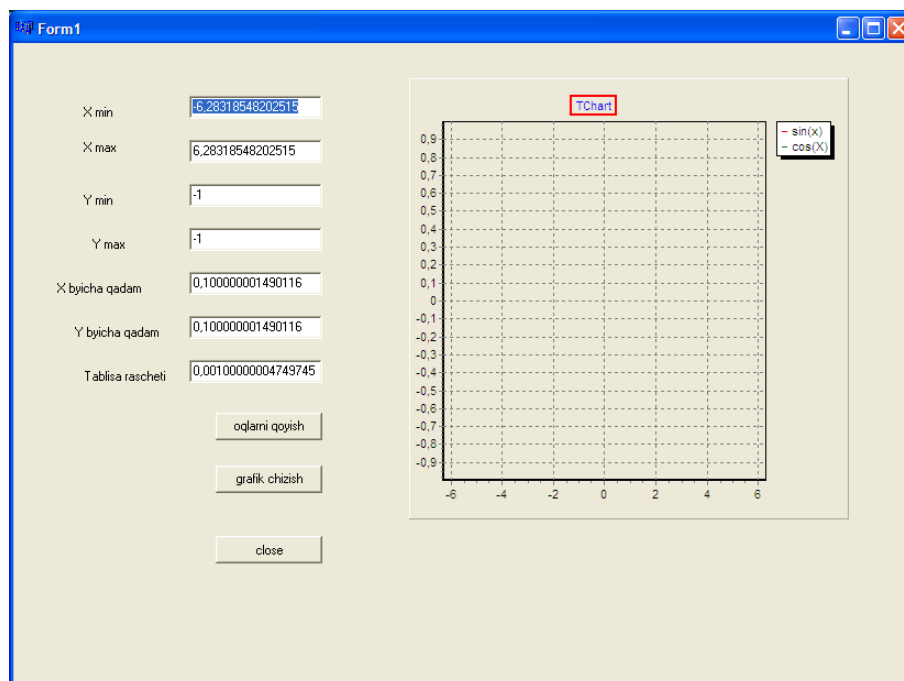 Form1
X min
-6,28318548202515
X max
6,28318548202515
Y min
-1
Y max
-1
X byicha qadam
0,100000001490116
Y byicha qadam
0,100000001490116
Tablisa rascheti
0,00100000004749745
oqlarni qoyish
grafik chizish
close
TChart
sin(x)
cos(X)
0,9
0,8
0,7
0,6
0,5
0,4
0,3
0,2
0,1
0
-0,1
-0,2
-0,3
-0,4
-0,5
-0,6
-0,7
-0,8
-0,9
-6 -4 -2 0 2 4 6